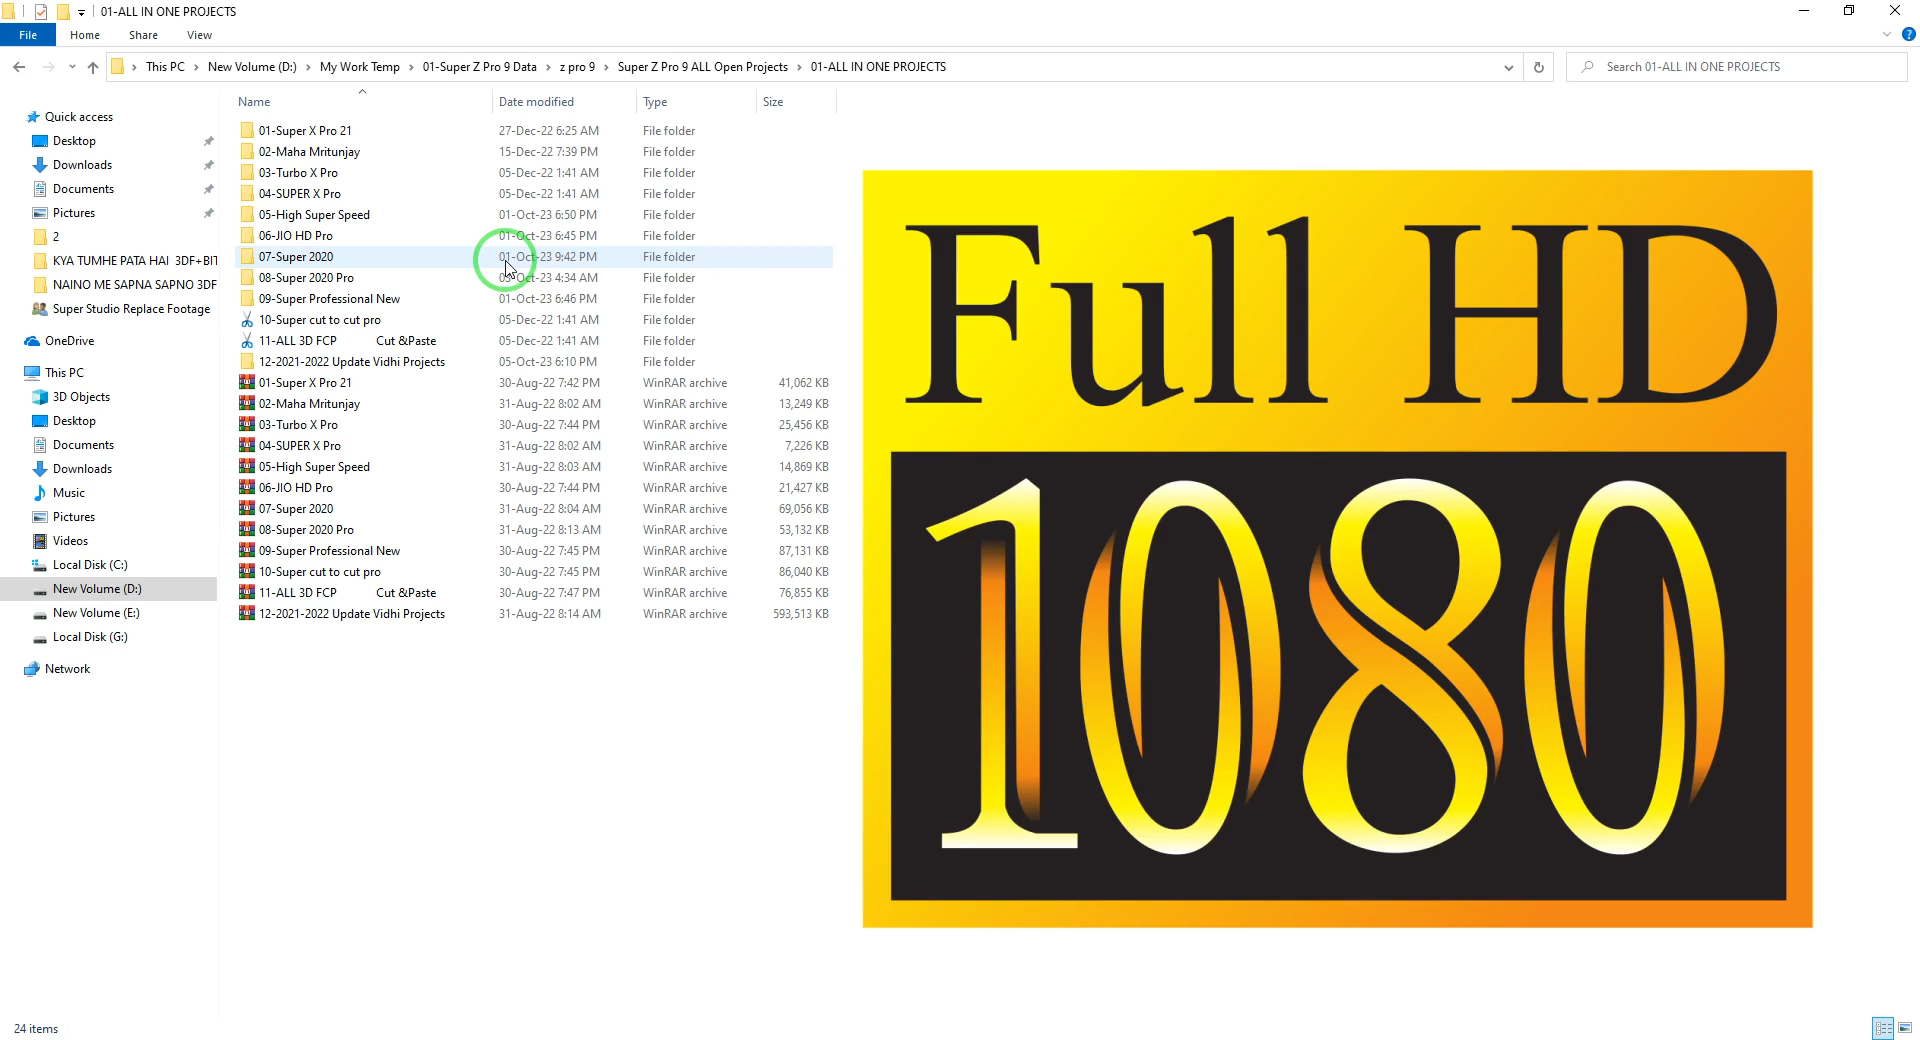 01-ALL IN ONE PROJECTS
File Home Share View
This PC New Volume (D:) My Work Temp 01-Super Z Pro 9 Data z pro 9 Super Z Pro 9 ALL Open Projects 01-ALL IN ONE PROJECTS
Search 01-ALL IN ONE PROJECTS
Quick access
Desktop
Downloads
Documents
Pictures
2
KYA TUMHE PATA HAI 3DF+BIT
NAINO ME SAPNA SAPNO 3DF
Super Studio Replace Footage
OneDrive
This PC
3D Objects
Desktop
Documents
Downloads
Music
Pictures
Videos
Local Disk (C:)
New Volume (D:)
New Volume (E:)
Local Disk (G:)
Network
Name Date modified Type Size
01-Super X Pro 21 27-Dec-22 6:25 AM File folder
02-Maha Mritunjay 15-Dec-22 7:39 PM File folder
03-Turbo X Pro 05-Dec-22 1:41 AM File folder
04-SUPER X Pro 05-Dec-22 1:41 AM File folder
05-High Super Speed 01-Oct-23 6:50 PM File folder
06-JIO HD Pro 01-Oct-23 6:45 PM File folder
07-Super 2020 01-Oct-23 9:42 PM File folder
08-Super 2020 Pro 4:34 AM File folder
09-Super Professional New 01-Oct-23 6:46 PM File folder
10-Super cut to cut pro 05-Dec-22 1:41 AM File folder
11-ALL 3D FCP Cut &Paste 05-Dec-22 1:41 AM File folder
12-2021-2022 Update Vidhi Projects 05-Oct-23 6:10 PM File folder
01-Super X Pro 21 30-Aug-22 7:42 PM WinRAR archive 41,062 KB
02-Maha Mritunjay 31-Aug-22 8:02 AM WinRAR archive 13,249 KB
03-Turbo X Pro 30-Aug-22 7:44 PM WinRAR archive 25,456 KB
04-SUPER X Pro 31-Aug-22 8:02 AM WinRAR archive 7,226 KB
05-High Super Speed 31-Aug-22 8:03 AM WinRAR archive 14,869 KB
06-JIO HD Pro 30-Aug-22 7:44 PM WinRAR archive 21,427 KB
07-Super 2020 31-Aug-22 8:04 AM WinRAR archive 69,056 KB
08-Super 2020 Pro 31-Aug-22 8:13 AM WinRAR archive 53,132 KB
09-Super Professional New 30-Aug-22 7:45 PM WinRAR archive 87,131 KB
10-Super cut to cut pro 30-Aug-22 7:45 PM WinRAR archive 86,040 KB
11-ALL 3D FCP Cut &Paste 30-Aug-22 7:47 PM WinRAR archive 76,855 KB
12-2021-2022 Update Vidhi Projects 31-Aug-22 8:14 AM WinRAR archive 593,513 KB
Full HD
1080
24 items